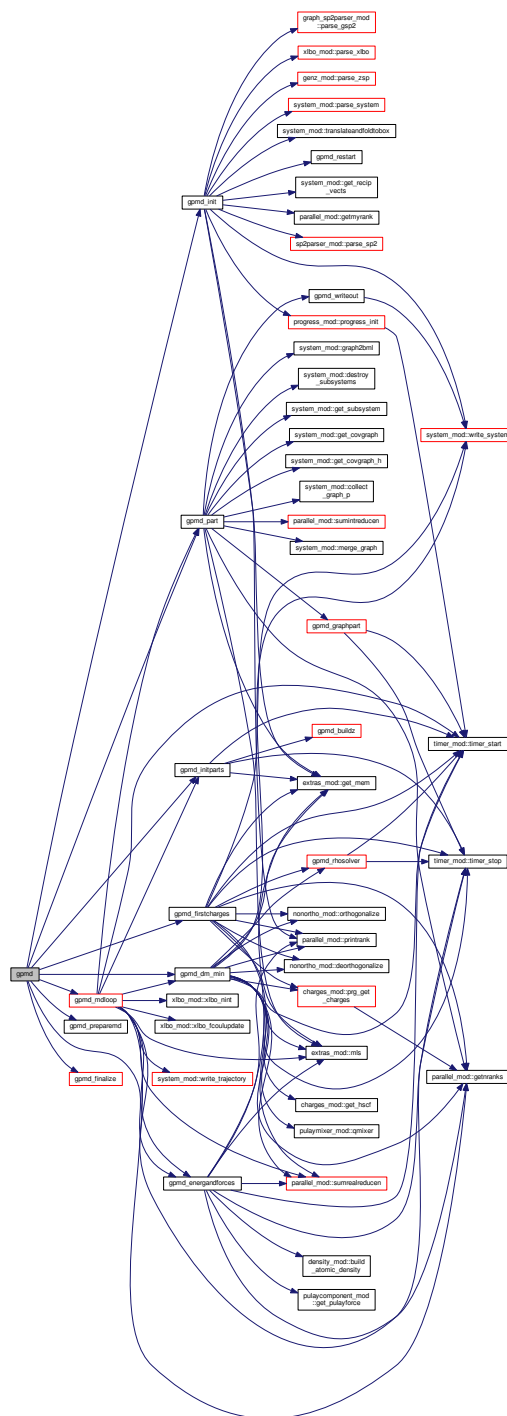 graph_sp2parser_mod
::parse_gsp2
xlbo_mod::parse_xlbo
genz_mod::parse_zsp
system_mod::parse_system
system_mod::translateandfoldtobox
gpmd_restart
system_mod::get_recip
_vects
gpmd_init
parallel_mod::getmyrank
sp2parser_mod::parse_sp2
gpmd_writeout
progress_mod::progress_init
system_mod::graph2bml
system_mod::destroy
_subsystems
system_mod::get_subsystem
system_mod::get_covgraph
system_mod::write_system
system_mod::get_covgraph_h
system_mod::collect
_graph_p
gpmd_part
parallel_mod::sumintreducen
system_mod::merge_graph
gpmd_graphpart
gpmd_buildz
timer_mod::timer_start
gpmd_initparts
extras_mod::get_mem
gpmd_rhosolver
timer_mod::timer_stop
gpmd_firstcharges
nonortho_mod::orthogonalize
parallel_mod::printrank
nonortho_mod::deorthogonalize
gpmd
gpmd_dm_min
charges_mod::prg_get
_charges
gpmd_mdloop
xlbo_mod::xlbo_nint
gpmd_preparemd
xlbo_mod::xlbo_fcoulupdate
extras_mod::mls
gpmd_finalize
system_mod::write_trajectory
parallel_mod::getnranks
charges_mod::get_hscf
pulaymixer_mod::qmixer
gpmd_energandforces
parallel_mod::sumrealreducen
density_mod::build
_atomic_density
pulaycomponent_mod
::get_pulayforce